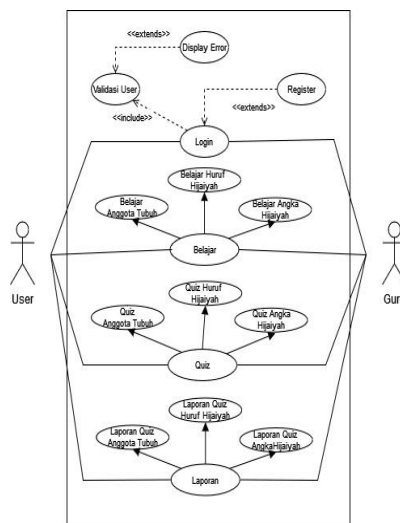 <<extends>>
Display Error
Validasi User
Register
<<extends>>
<<include>>
Login
Belajar Huruf
Hijaiyah
Belajar
Anggota Tubuh
Belajar Angka
Hijaiyah
Belajar
User
Gur
Quiz Huruf
Hijaiyah
Quiz
Anggota Tubuh
Quiz Angka
Hijaiyah
Quiz
Laporan Quiz
Huruf Hijaiyah
Laporan Quiz
Anggota Tubuh
Laporan Quiz
AngkaHijaiyah
Laporan